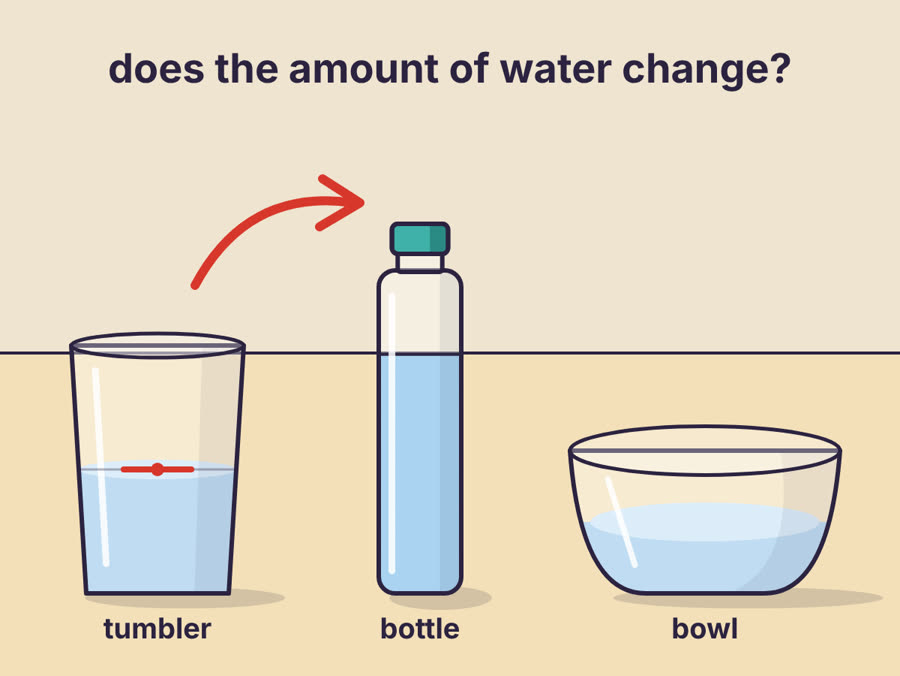 does the amount of water change?
tumbler
bottle
bowl